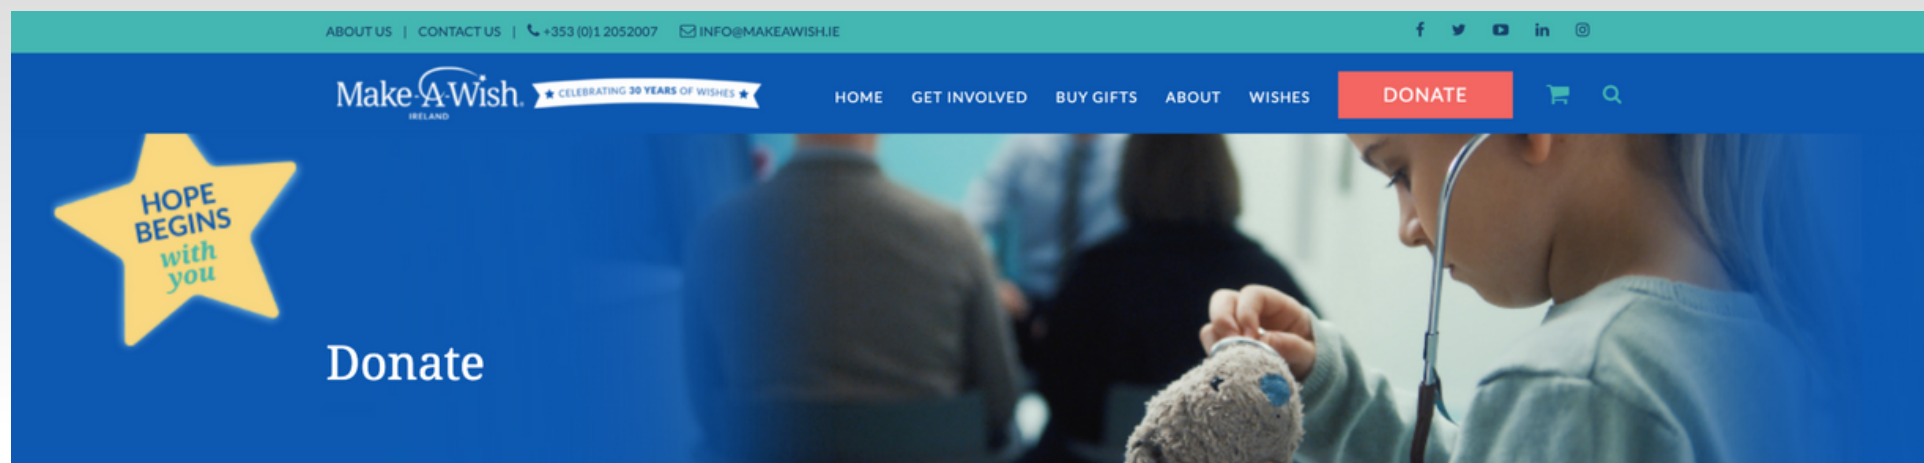 ABOUT US | CONTACT US | +353 (0)1 2052007 INFO@MAKEAWISH.IE
Make-A-Wish.
IRELAND
★ CELEBRATING 30 YEARS OF WISHES ★
HOME GET INVOLVED BUY GIFTS ABOUT WISHES DONATE
HOPE
BEGINS
with
you
Donate